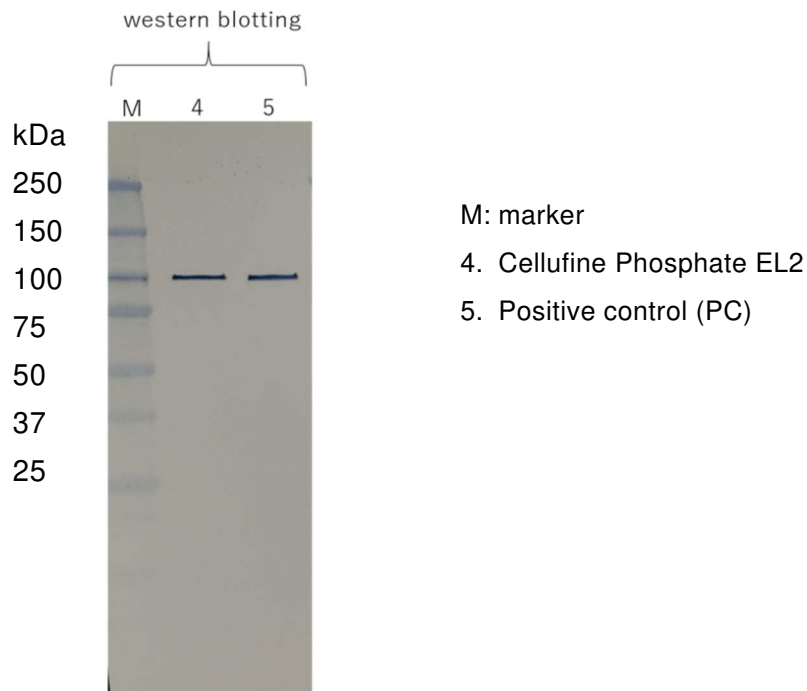 western blotting
M 4 5
kDa
250
150
100
75
50
37
25
M: marker
4. Cellufine Phosphate EL2
5. Positive control (PC)